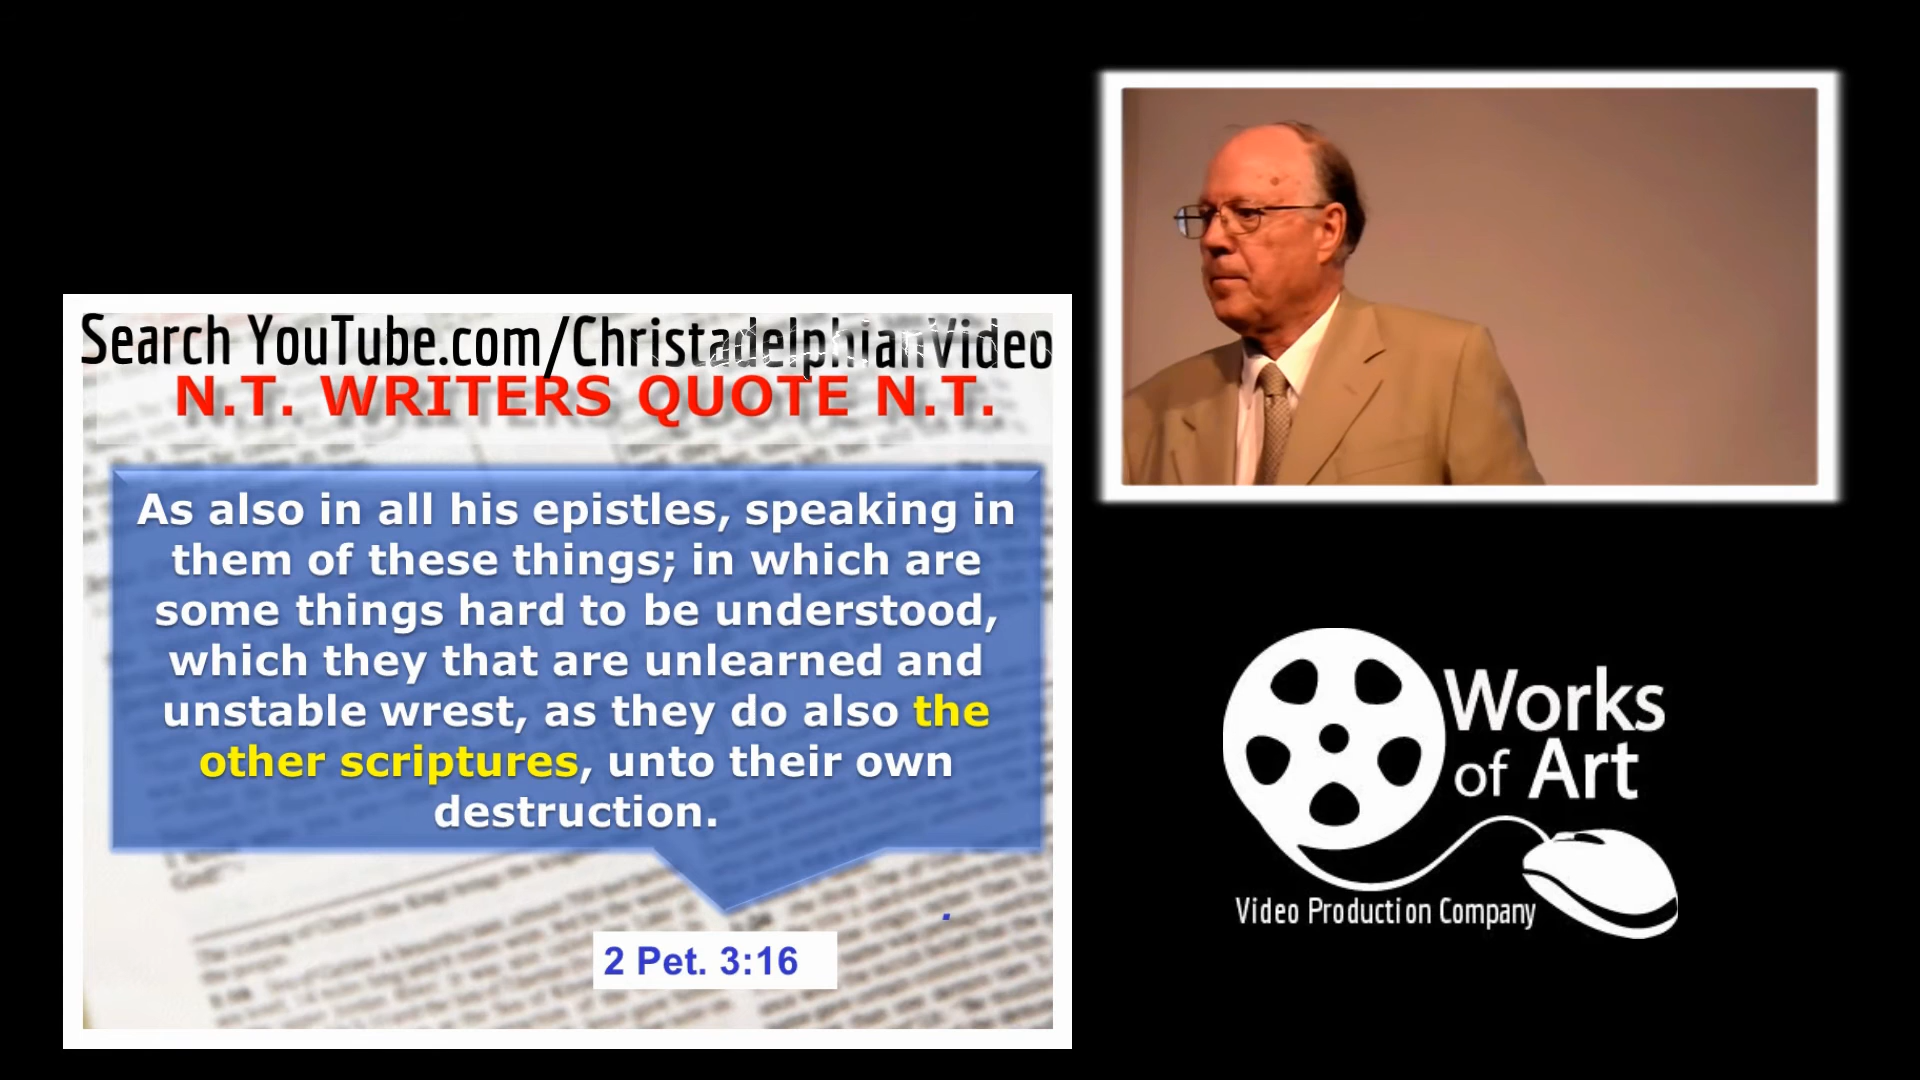 Search YouTube.com/ChristadelphianVideo
N.T. WRITERS QUOTE N.T.
As also in all his epistles, speaking in
them of these things; in which are
some things hard to be understood,
which they that are unlearned and
unstable wrest, as they do also the
other scriptures, unto their own
destruction.
2 Pet. 3:16
Works
of Art
Video Production Company